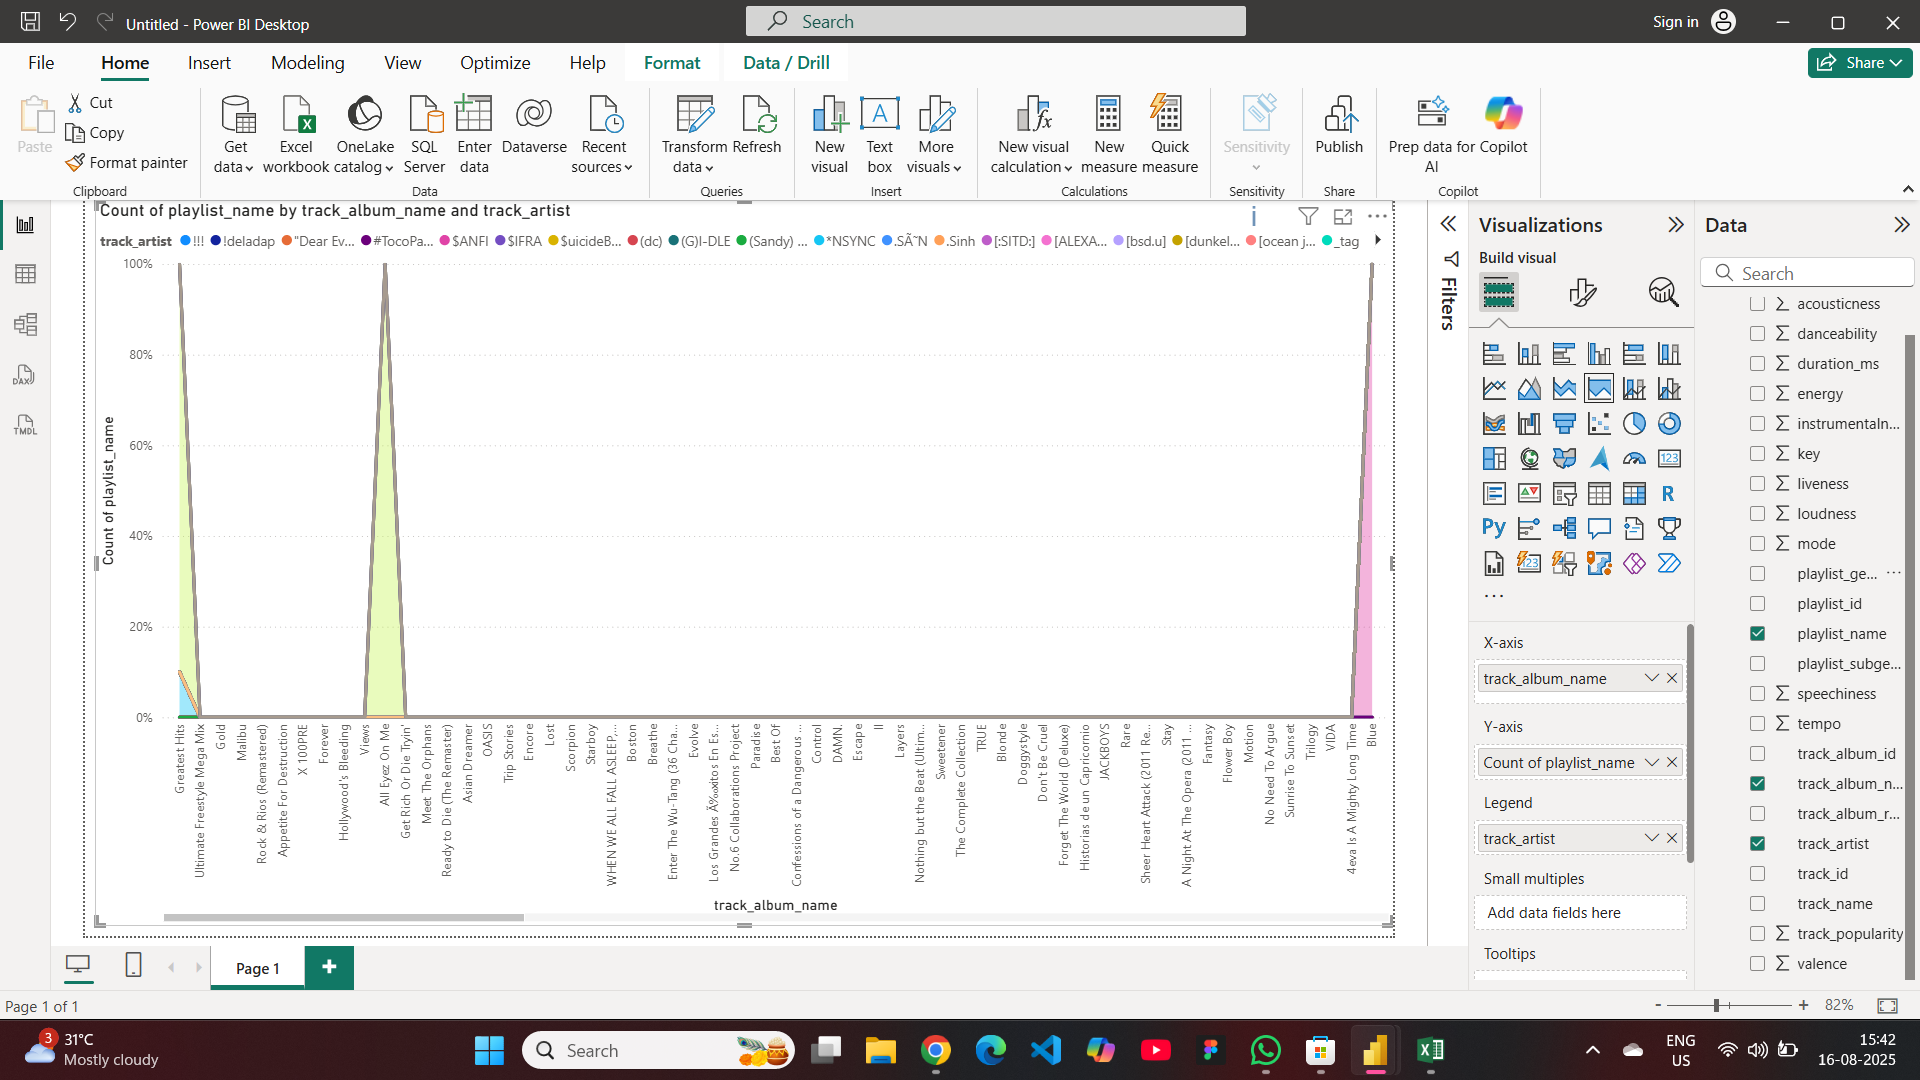 Untitled - Power BI Desktop
Search
Sign in
File
Home
Insert
Modeling
View
Optimize
Help
Format
Data / Drill
Share
Paste
Cut
Copy
Format painter
Clipboard
Get data
Excel workbook
OneLake catalog
SQL Server
Enter data
Dataverse
Recent sources
Data
Transform data
Refresh
Queries
New visual
Text box
More visuals
Insert
New visual calculation
New measure
Quick measure
Calculations
Sensitivity
Sensitivity
Publish
Share
Prep data for AI
Copilot
Copilot
Count of playlist_name by track_album_name and track_artist
track_artist !!! !deladap "Dear Ev... #TocoPa... $ANFI $IFRA $uicideB... (dc) (G)I-DLE (Sandy) ... *NSYNC .SÃ˜N .Sinh [:SITD:] [ALEXA... [bsd.u] [dunkel... [ocean j... _tag
100%
80%
60%
40%
20%
0%
Count of playlist_name
Greatest Hits
Ultimate Freestyle Mega Mix
Gold
Malibu
Rock & Rios (Remastered)
Appetite For Destruction
X 100PRE
Forever
Hollywood's Bleeding
Views
All Eyez On Me
Get Rich Or Die Tryin'
Meet The Orphans
Ready to Die (The Remaster)
Asian Dreamer
OASIS
Trip Stories
Encore
Lost
Scorpion
Starboy
WHEN WE ALL FALL ASLEEP,...
Boston
Breathe
Enter The Wu-Tang (36 Cha...
Evolve
Los Grandes Ã‰xitos En Es...
No.6 Collaborations Project
Paradise
Best Of
Confessions of a Dangerous ...
Control
DAMN.
Escape
II
Layers
Nothing but the Beat (Ultim...
Sweetener
The Complete Collection
TRUE
Blonde
Doggystyle
Don't Be Cruel
Forget The World (Deluxe)
Historias de un Capricornio
JACKBOYS
Rare
Sheer Heart Attack (2011 Re...
Stay
A Night At The Opera (2011 ...
Fantasy
Flower Boy
Motion
No Need To Argue
Sunrise To Sunset
Trilogy
VIDA
4eva Is A Mighty Long Time
Blue
track_album_name
Filters
Visualizations
Build visual
X-axis
track_album_name
Y-axis
Count of playlist_name
Legend
track_artist
Small multiples
Add data fields here
Tooltips
Data
Search
acousticness
danceability
duration_ms
energy
instrumentaln...
key
liveness
loudness
mode
playlist_ge...
playlist_id
playlist_name
playlist_subge...
speechiness
tempo
track_album_id
track_album_n...
track_album_r...
track_artist
track_id
track_name
track_popularity
valence
DAX
TMDL
123
R
Py
123
Page 1
Page 1 of 1
82%
3
31°C
Mostly cloudy
Search
ENG
US
15:42
16-08-2025